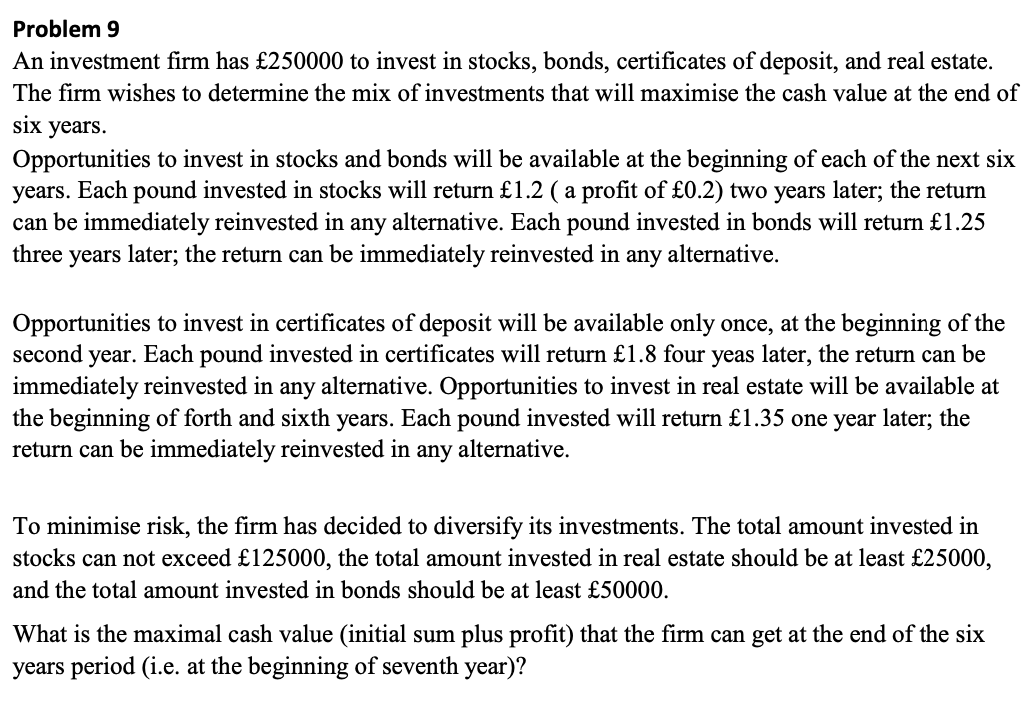 Problem 9
An investment firm has £250000 to invest in stocks, bonds, certificates of deposit, and real estate.
The firm wishes to determine the mix of investments that will maximise the cash value at the end of
six years.
Opportunities to invest in stocks and bonds will be available at the beginning of each of the next six
years. Each pound invested in stocks will return £1.2 ( a profit of £0.2) two years later; the return
can be immediately reinvested in any alternative. Each pound invested in bonds will return £1.25
three years later; the return can be immediately reinvested in any alternative.
Opportunities to invest in certificates of deposit will be available only once, at the beginning of the
second year. Each pound invested in certificates will return £1.8 four yeas later, the return can be
immediately reinvested in any alternative. Opportunities to invest in real estate will be available at
the beginning of forth and sixth years. Each pound invested will return £1.35 one year later; the
return can be immediately reinvested in any alternative.
To minimise risk, the firm has decided to diversify its investments. The total amount invested in
stocks can not exceed £125000, the total amount invested in real estate should be at least £25000,
and the total amount invested in bonds should be at least £50000.
What is the maximal cash value (initial sum plus profit) that the firm can get at the end of the six
years period (i.e. at the beginning of seventh year)?